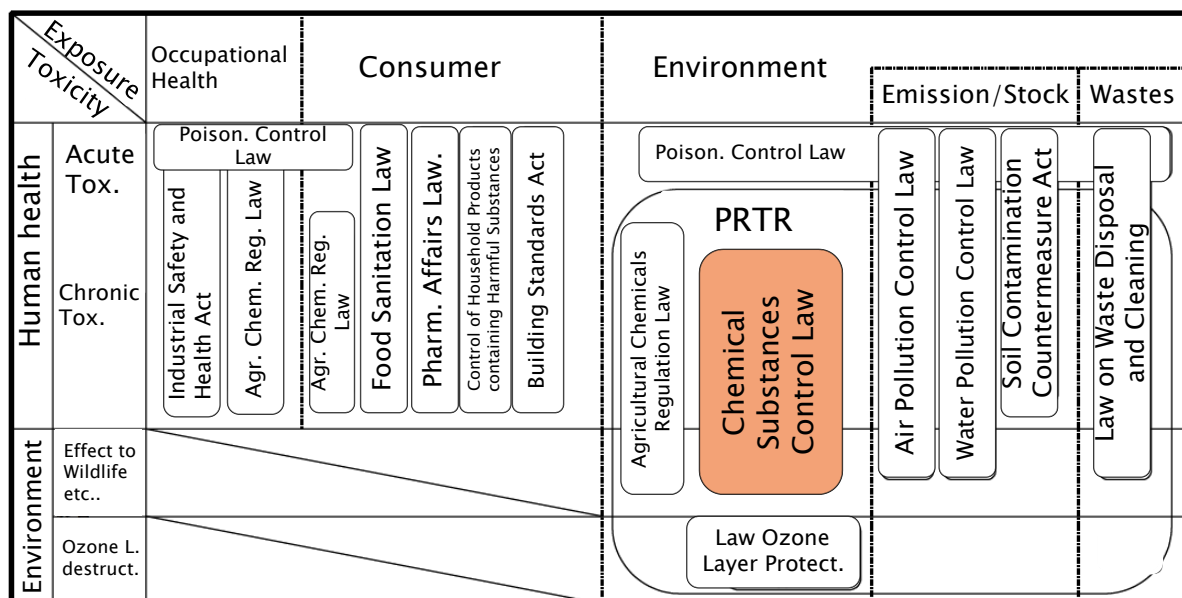 Exposure
Toxicity
Occupational
Health
Consumer
Environment
Emission/Stock
Wastes
Human health
Acute
Tox.
Chronic
Tox.
Poison. Control
Law
Industrial Safety and
Health Act
Agr. Chem. Reg. Law
Agr. Chem. Reg.
Law
Food Sanitation Law
Pharm. Affairs Law.
Control of Household Products
containing Harmful Substances
Building Standards Act
Poison. Control Law
PRTR
Agricultural Chemicals
Regulation Law
Chemical
Substances
Control Law
Air Pollution Control Law
Water Pollution Control Law
Soil Contamination
Countermeasure Act
Law on Waste Disposal
and Cleaning
Environment
Effect to
Wildlife
etc..
Ozone L.
destruct.
Law Ozone
Layer Protect.